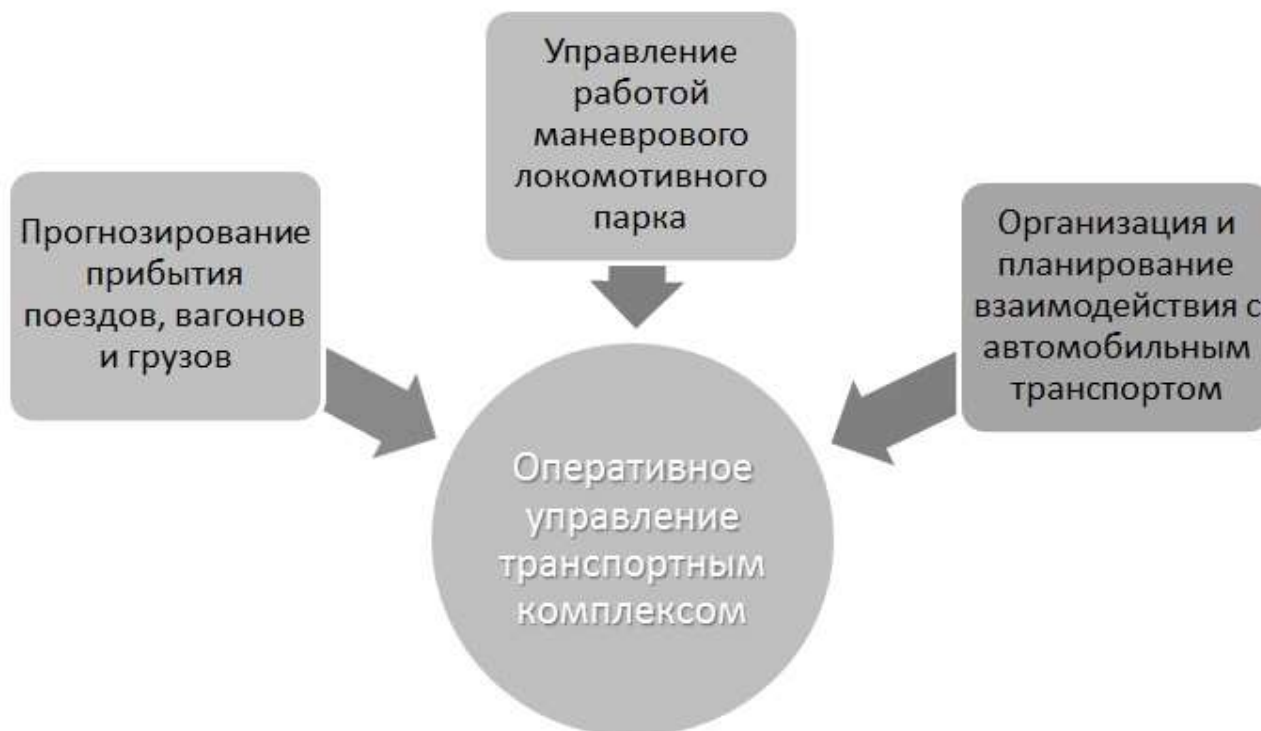 Управление
работой
маневрового
локомотивного
парка
Прогнозирование
прибытия
поездов, вагонов
и грузов
Организация и
планирование
взаимодействия с
автомобильным
транспортом
Оперативное
управление
транспортным
комплексом